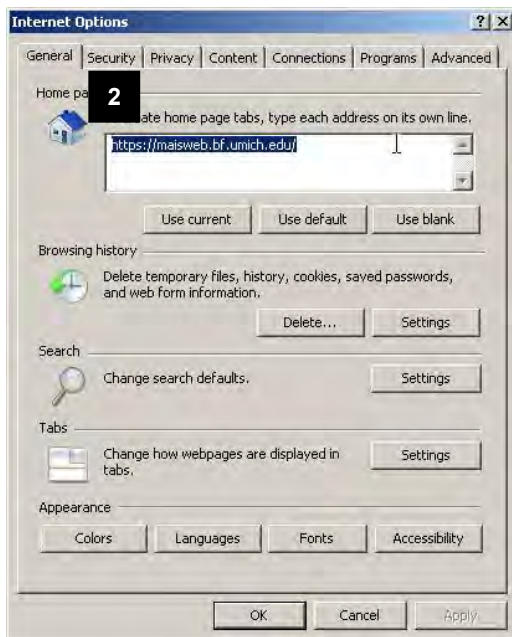 Internet Options
General Security Privacy Content Connections Programs Advanced
Home pa
2
ate home page tabs, type each address on its own line.
https://maisweb.bf.umich.edu/
Use current Use default Use blank
Browsing history
Delete temporary files, history, cookies, saved passwords,
and web form information.
Delete... Settings
Search
Change search defaults. Settings
Tabs
Change how webpages are displayed in
tabs.
Settings
Appearance
Colors Languages Fonts Accessibility
OK Cancel Apply